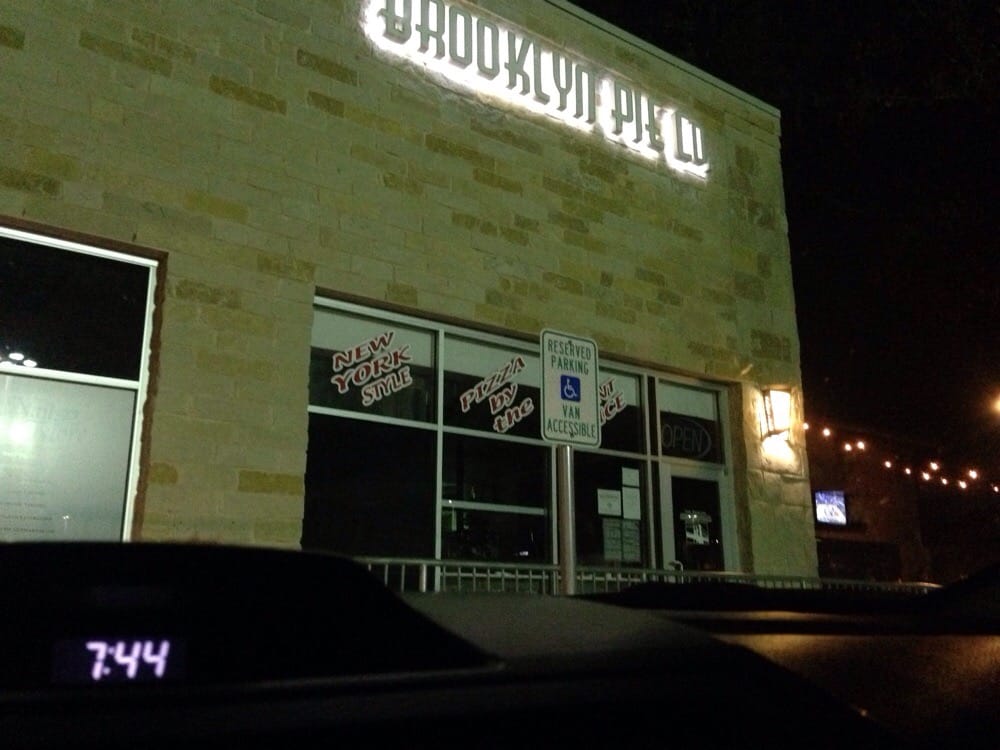 BROOKLYN PIE CO
NEW
YORK
STYLE
PIZZA
by
the
RESERVED
PARKING
VAN
ACCESSIBLE
OPEN
7:44